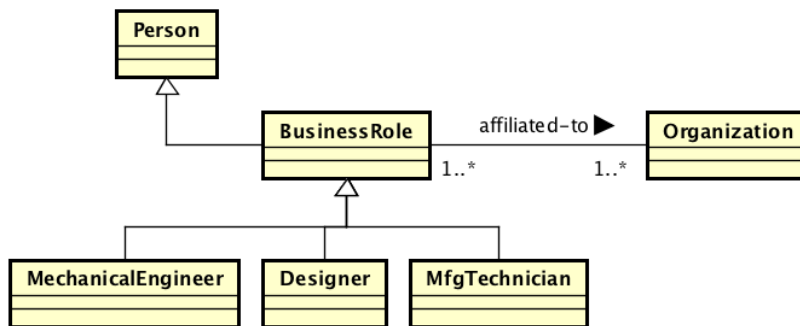 Person
BusinessRole
affiliated-to ▶
Organization
1..*
1..*
MechanicalEngineer
Designer
MfgTechnician